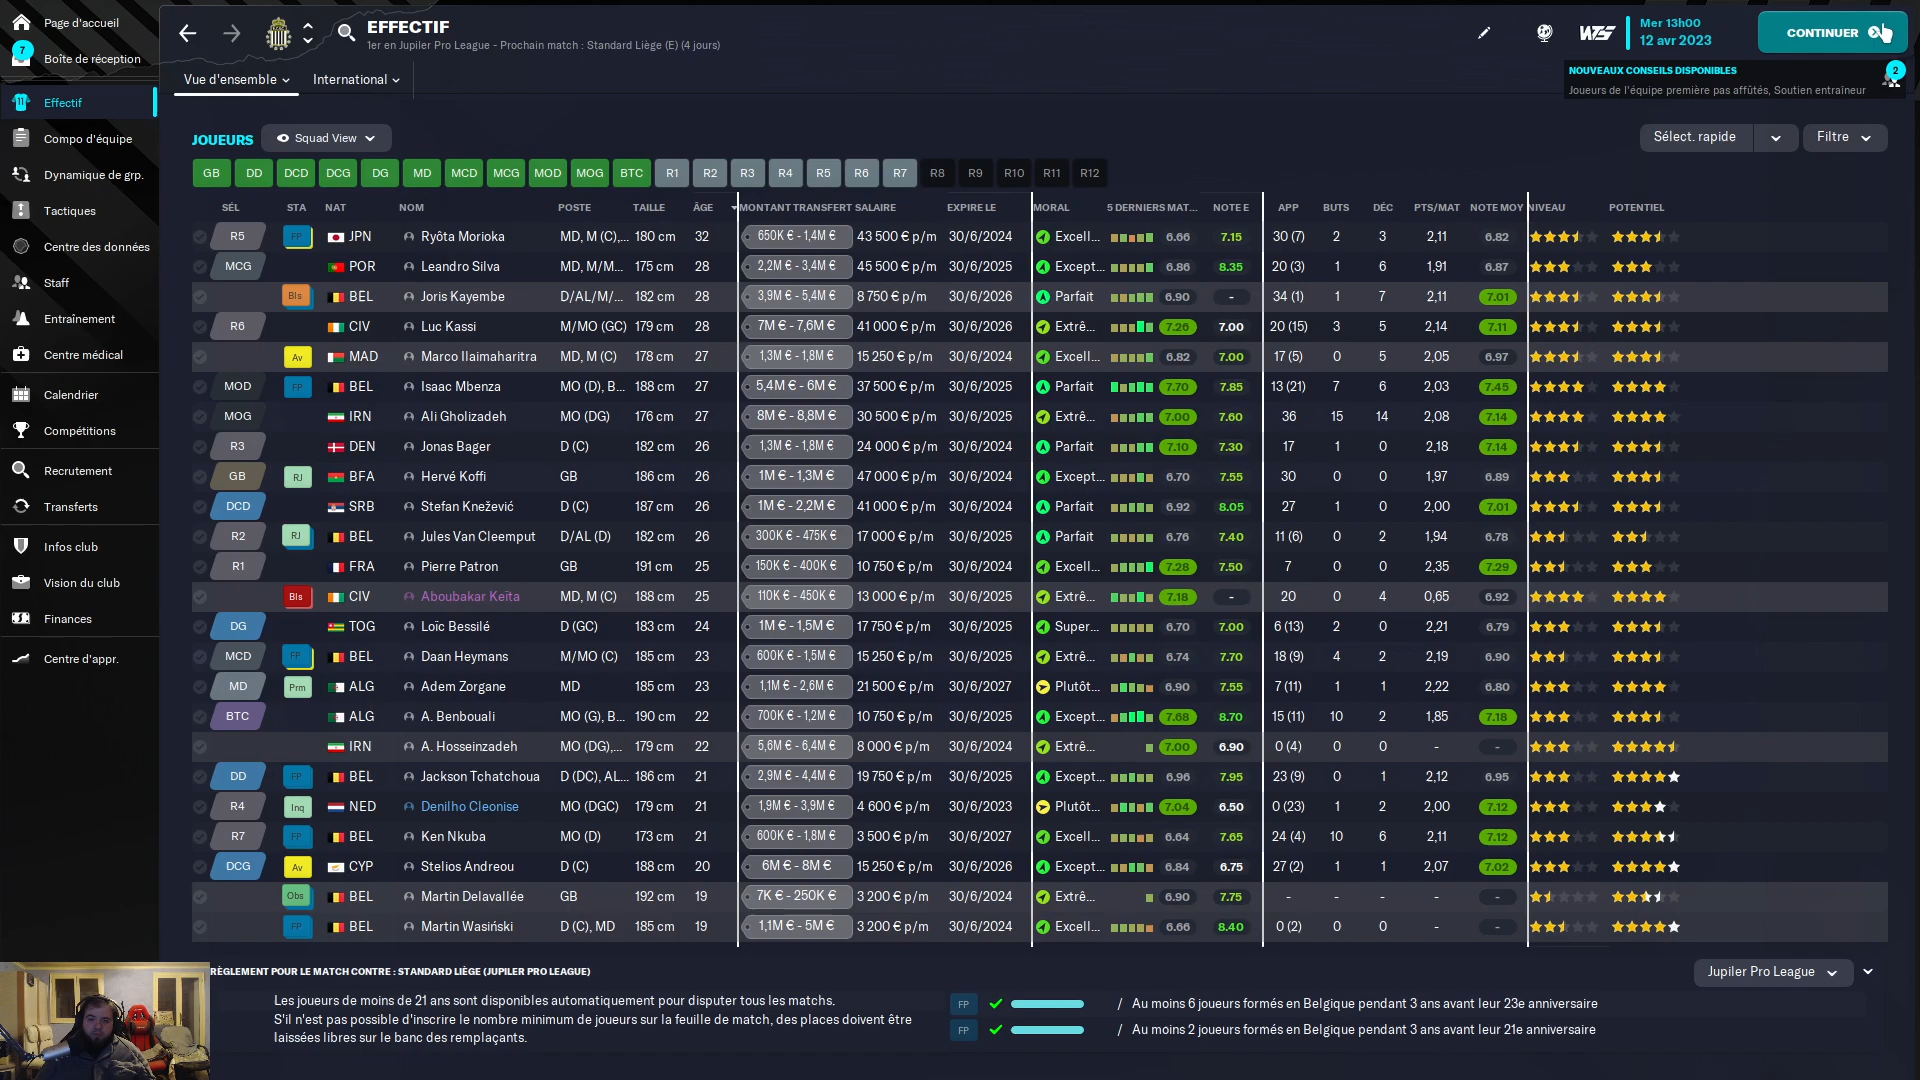 Page d'accueil
7
Boîte de réception
Effectif
Compo d'équipe
Dynamique de grp.
Tactiques
Centre des données
Staff
Entraînement
Centre médical
Calendrier
Compétitions
Recrutement
Transferts
Infos club
Vision du club
Finances
Centre d'appr.
EFFECTIF
1er en Jupiler Pro League - Prochain match : Standard Liège (E) (4 jours)
Mer 13h00
12 avr 2023
CONTINUER
NOUVEAUX CONSEILS DISPONIBLES
2
Joueurs de l'équipe première pas affûtés, Soutien entraîneur
Vue d'ensemble International
JOUEURS Squad View Sélect. rapide Filtre
GB DD DCD DCG DG MD MCD MCG MOD MOG BTC R1 R2 R3 R4 R5 R6 R7 R8 R9 R10 R11 R12
SÉL STA NAT NOM POSTE TAILLE ÂGE MONTANT TRANSFERT SALAIRE EXPIRE LE MORAL 5 DERNIERS MAT... NOTE E APP BUTS DÉC PTS/MAT NOTE MOY NIVEAU POTENTIEL
R5 FP JPN Ryôta Morioka MD, M (C),... 180 cm 32 650K € - 1,4M € 43 500 € p/m 30/6/2024 Excell... 6.66 7.15 30 (7) 2 3 2,11 6.82
MCG POR Leandro Silva MD, M/M... 175 cm 28 2,2M € - 3,4M € 45 500 € p/m 30/6/2025 Except... 6.86 8.35 20 (3) 1 6 1,91 6.87
Bls BEL Joris Kayembe D/AL/M/... 182 cm 28 3,9M € - 5,4M € 8 750 € p/m 30/6/2026 Parfait 6.90 - 34 (1) 1 7 2,11 7.01
R6 CIV Luc Kassi M/MO (GC) 179 cm 28 7M € - 7,6M € 41 000 € p/m 30/6/2026 Extrê... 7.26 7.00 20 (15) 3 5 2,14 7.11
Av MAD Marco Ilaimaharitra MD, M (C) 178 cm 27 1,3M € - 1,8M € 15 250 € p/m 30/6/2024 Excell... 6.82 7.00 17 (5) 0 5 2,05 6.97
MOD FP BEL Isaac Mbenza MO (D), B... 188 cm 27 5,4M € - 6M € 37 500 € p/m 30/6/2025 Parfait 7.70 7.85 13 (21) 7 6 2,03 7.45
MOG IRN Ali Gholizadeh MO (DG) 176 cm 27 8M € - 8,8M € 30 500 € p/m 30/6/2025 Extrê... 7.00 7.60 36 15 14 2,08 7.14
R3 DEN Jonas Bager D (C) 182 cm 26 1,3M € - 1,8M € 24 000 € p/m 30/6/2024 Parfait 7.10 7.30 17 1 0 2,18 7.14
GB RJ BFA Hervé Koffi GB 186 cm 26 1M € - 1,3M € 47 000 € p/m 30/6/2024 Except... 6.70 7.55 30 0 0 1,97 6.89
DCD SRB Stefan Knežević D (C) 187 cm 26 1M € - 2,2M € 41 000 € p/m 30/6/2025 Parfait 6.92 8.05 27 1 0 2,00 7.01
R2 RJ BEL Jules Van Cleemput D/AL (D) 182 cm 26 300K € - 475K € 17 000 € p/m 30/6/2025 Parfait 6.76 7.40 11 (6) 0 2 1,94 6.78
R1 FRA Pierre Patron GB 191 cm 25 150K € - 400K € 10 750 € p/m 30/6/2024 Excell... 7.28 7.50 7 0 0 2,35 7.29
Bls CIV Aboubakar Keïta MD, M (C) 188 cm 25 110K € - 450K € 13 000 € p/m 30/6/2024 Extrê... 7.18 - 20 0 4 0,65 6.92
DG TOG Loïc Bessilé D (GC) 183 cm 24 1M € - 1,5M € 17 750 € p/m 30/6/2025 Super... 6.70 7.00 6 (13) 2 0 2,21 6.79
MCD FP BEL Daan Heymans M/MO (C) 185 cm 23 600K € - 1,5M € 15 250 € p/m 30/6/2024 Extrê... 6.74 7.70 18 (9) 4 2 2,19 6.90
MD Prm ALG Adem Zorgane MD 185 cm 23 1,1M € - 2,6M € 21 500 € p/m 30/6/2027 Plutôt... 6.90 7.55 7 (11) 1 1 2,22 6.80
BTC ALG A. Benbouali MO (G), B... 190 cm 22 700K € - 1,2M € 10 750 € p/m 30/6/2024 Except... 7.68 8.70 15 (11) 10 2 1,85 7.18
IRN A. Hosseinzadeh MO (DG),... 179 cm 22 5,6M € - 6,4M € 8 000 € p/m 30/6/2024 Extrê... 7.00 6.90 0 (4) 0 0 - -
DD FP BEL Jackson Tchatchoua D (DC), AL... 186 cm 21 2,9M € - 4,4M € 19 750 € p/m 30/6/2025 Except... 6.96 7.95 23 (9) 0 1 2,12 6.95
R4 Inq NED Denilho Cleonise MO (DGC) 179 cm 21 1,9M € - 3,9M € 4 600 € p/m 30/6/2023 Plutôt... 7.04 6.50 0 (23) 1 2 2,00 7.12
R7 FP BEL Ken Nkuba MO (D) 173 cm 21 600K € - 1,8M € 3 500 € p/m 30/6/2027 Excell... 6.64 7.65 24 (4) 10 6 2,11 7.12
DCG Av CYP Stelios Andreou D (C) 188 cm 20 6M € - 8M € 15 250 € p/m 30/6/2026 Except... 6.84 6.75 27 (2) 1 1 2,07 7.02
Obs BEL Martin Delavallée GB 192 cm 19 7K € - 250K € 3 200 € p/m 30/6/2024 Extrê... 6.90 7.75 - - - - -
FP BEL Martin Wasiński D (C), MD 185 cm 19 1,1M € - 5M € 3 200 € p/m 30/6/2024 Excell... 6.66 8.40 0 (2) 0 0 - -
RÈGLEMENT POUR LE MATCH CONTRE : STANDARD LIÈGE (JUPILER PRO LEAGUE) Jupiler Pro League
Les joueurs de moins de 21 ans sont disponibles automatiquement pour disputer tous les matchs.
S'il n'est pas possible d'inscrire le nombre minimum de joueurs sur la feuille de match, des places doivent être
laissées libres sur le banc des remplaçants.
FP / Au moins 6 joueurs formés en Belgique pendant 3 ans avant leur 23e anniversaire
FP / Au moins 2 joueurs formés en Belgique pendant 3 ans avant leur 21e anniversaire